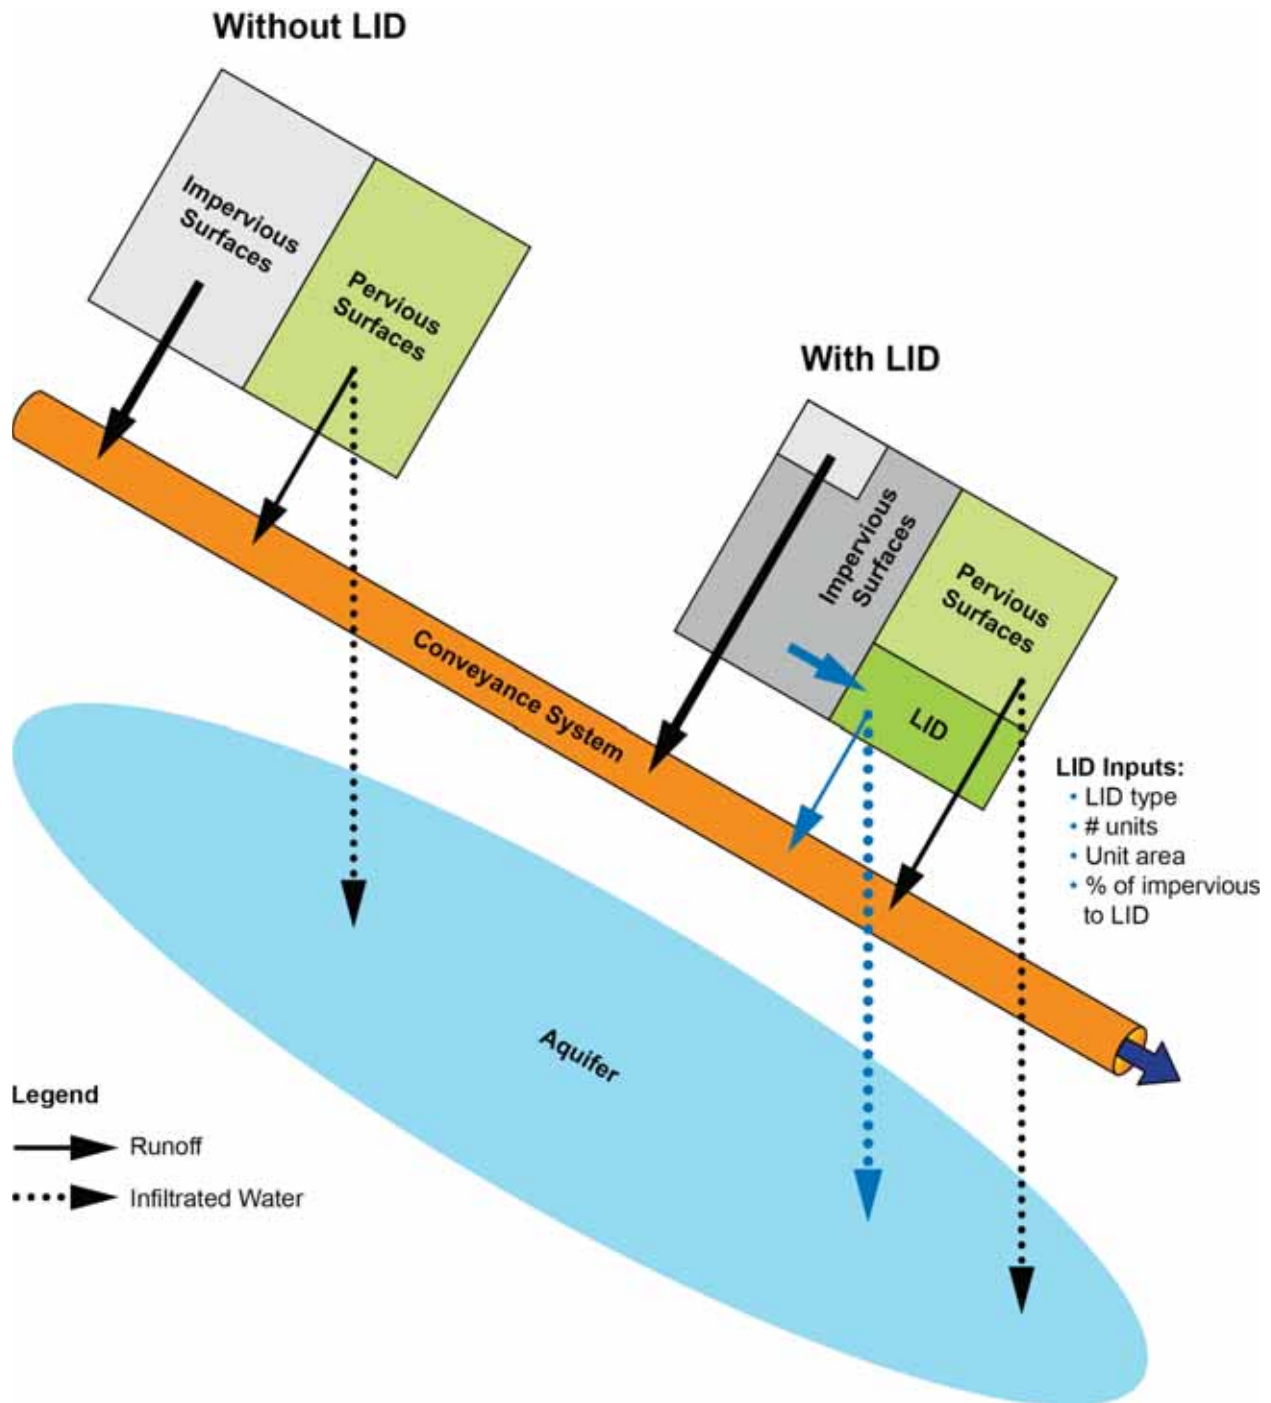 Without LID
Impervious
Surfaces
Pervious
Surfaces
With LID
Impervious
Surfaces
Pervious
Surfaces
LID
Conveyance System
LID Inputs:
• LID type
• # units
• Unit area
• % of impervious
to LID
Aquifer
Legend
Runoff
Infiltrated Water